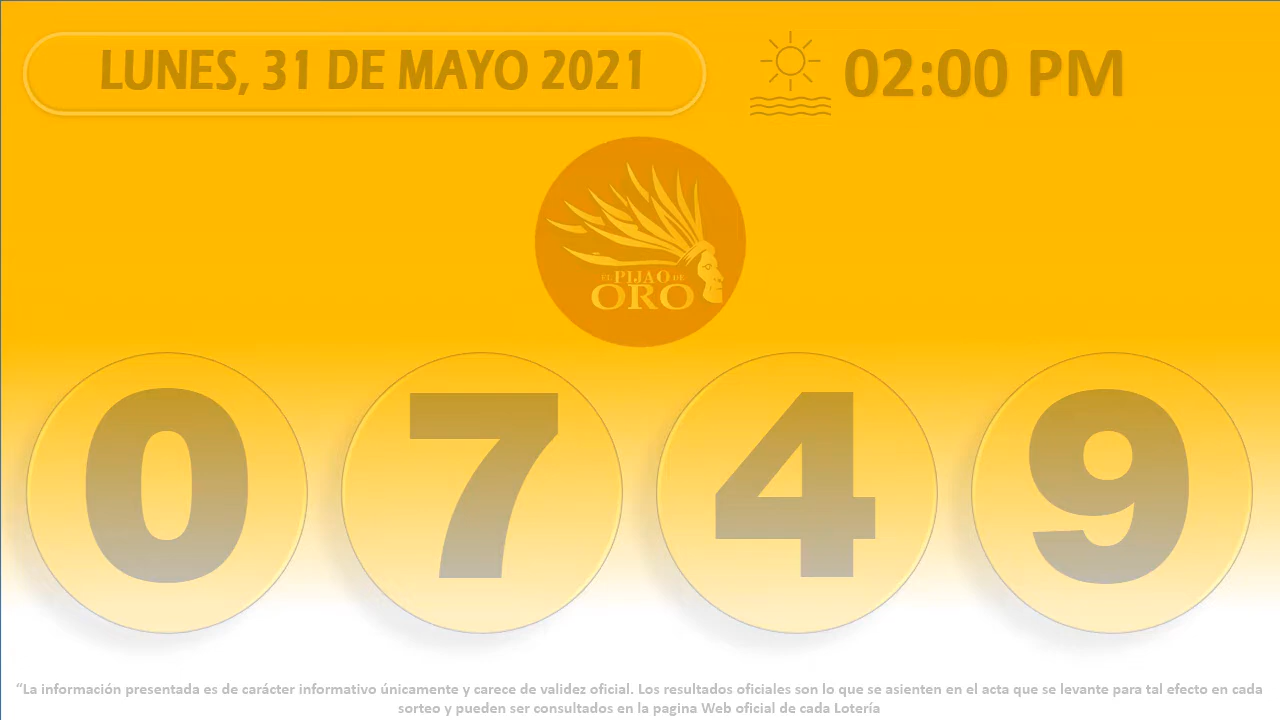 LUNES, 31 DE MAYO 2021
02:00 PM
EL PIJAO DE
ORO
0 7 4 9
“La información presentada es de carácter informativo únicamente y carece de validez oficial. Los resultados oficiales son lo que se asienten en el acta que se levante para tal efecto en cada
sorteo y pueden ser consultados en la pagina Web oficial de cada Lotería